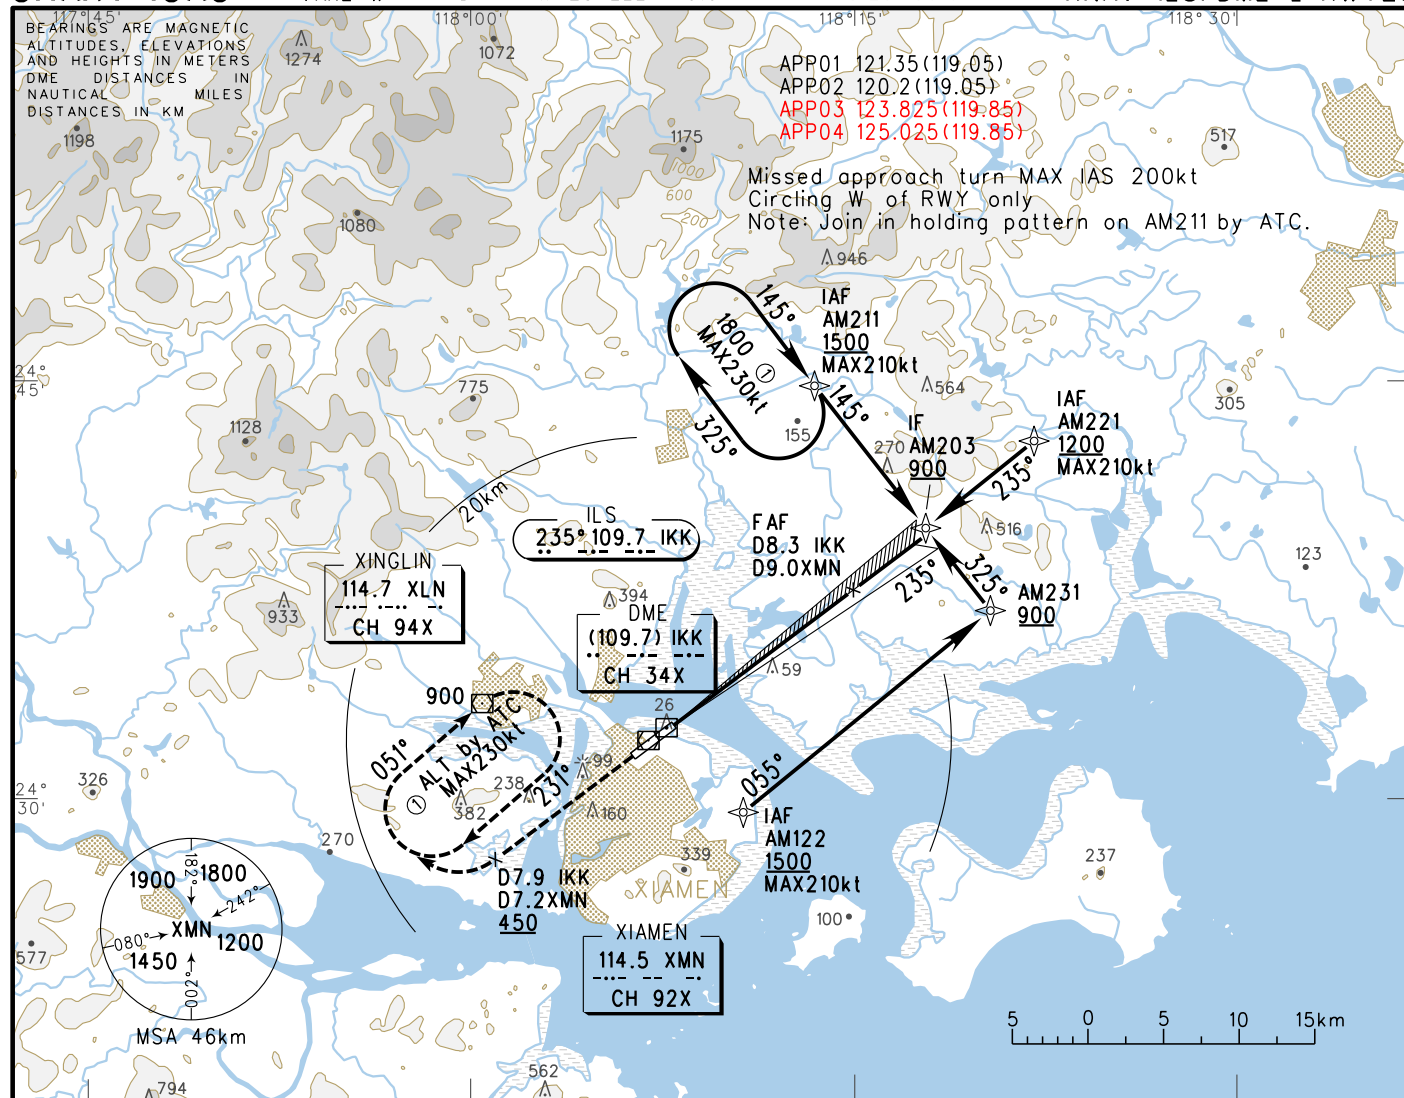 117°45'
118°00'
118°15'
118°30'
BEARINGS ARE MAGNETIC
ALTITUDES, ELEVATIONS
AND HEIGHTS IN METERS
DME DISTANCES IN
NAUTICAL MILES
DISTANCES IN KM
1274
1072
1198
1175
1080
1000
600
200
517
APP01 121.35(119.05)
APP02 120.2(119.05)
APP03 123.825(119.85)
APP04 125.025(119.85)
Missed approach turn MAX IAS 200kt
Circling W of RWY only
Note: Join in holding pattern on AM211 by ATC.
946
145°
1800 ①
MAX230kt
325°
IAF
AM211
1500
MAX210kt
145°
155
24°
45'
775
1128
564
305
IAF
AM221
1200
MAX210kt
235°
IF
AM203
900
270
516
123
20km
ILS
235° 109.7 IKK
FAF
D8.3 IKK
D9.0XMN
235°
325°
AM231
900
XINGLIN
114.7 XLN
CH 94X
933
394
DME
(109.7) IKK
CH 34X
59
26
900
051°
① ALT by ATC
MAX230kt
231°
238
382
99
160
055°
IAF
AM122
1500
MAX210kt
24°
30'
326
270
339
XIAMEN
237
100
D7.9 IKK
D7.2XMN
450
XIAMEN
114.5 XMN
CH 92X
577
1900
182°
1800
242°
XMN
080°
1200
1450
002°
MSA 46km
5 0 5 10 15km
562
794